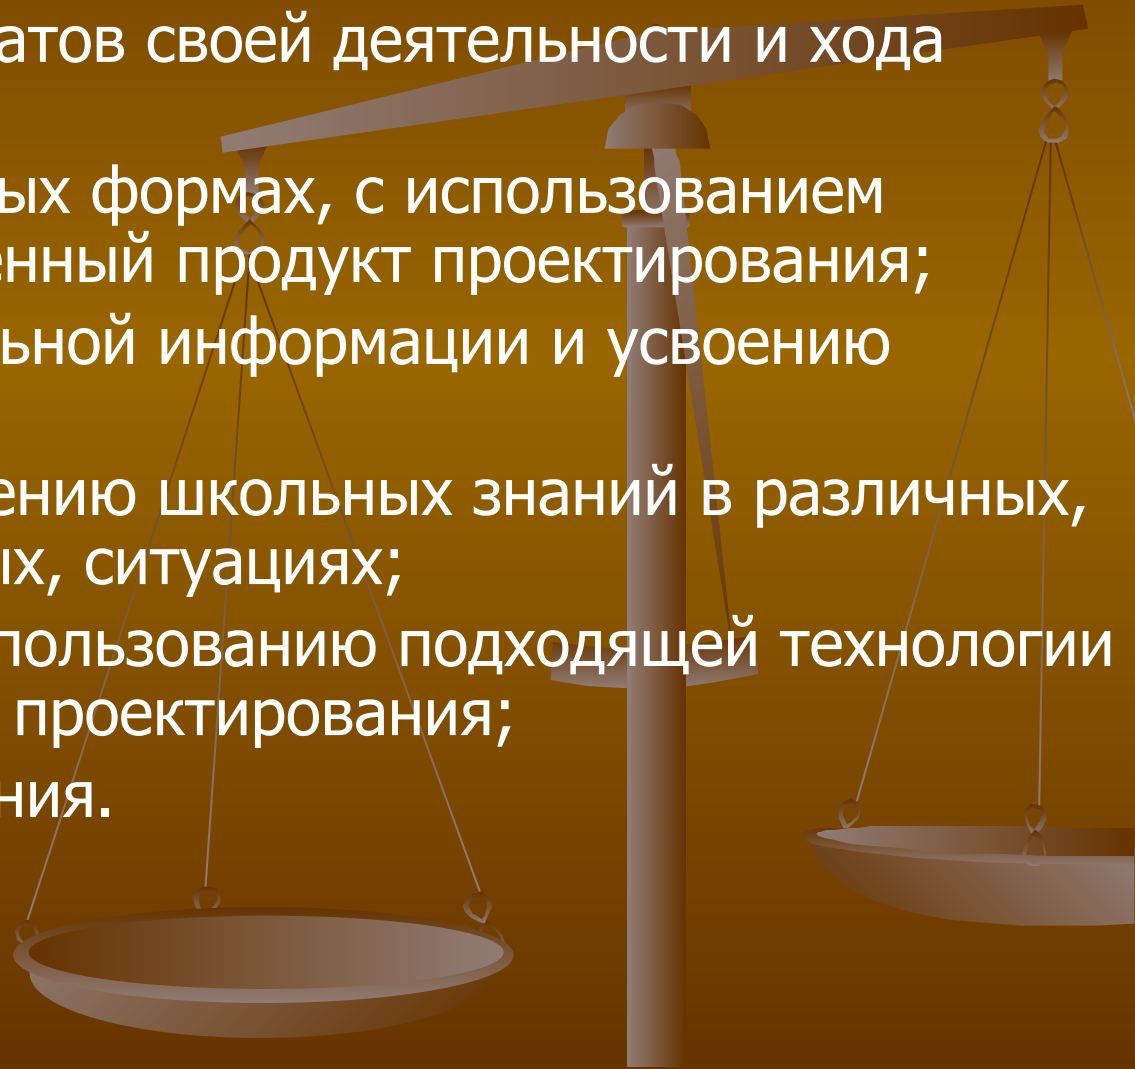 атов своей деятельности и хода
ых формах, с использованием
енный продукт проектирования;
ьной информации и усвоению
ению школьных знаний в различных,
ых, ситуациях;
пользованию подходящей технологии
проектирования;
ния.